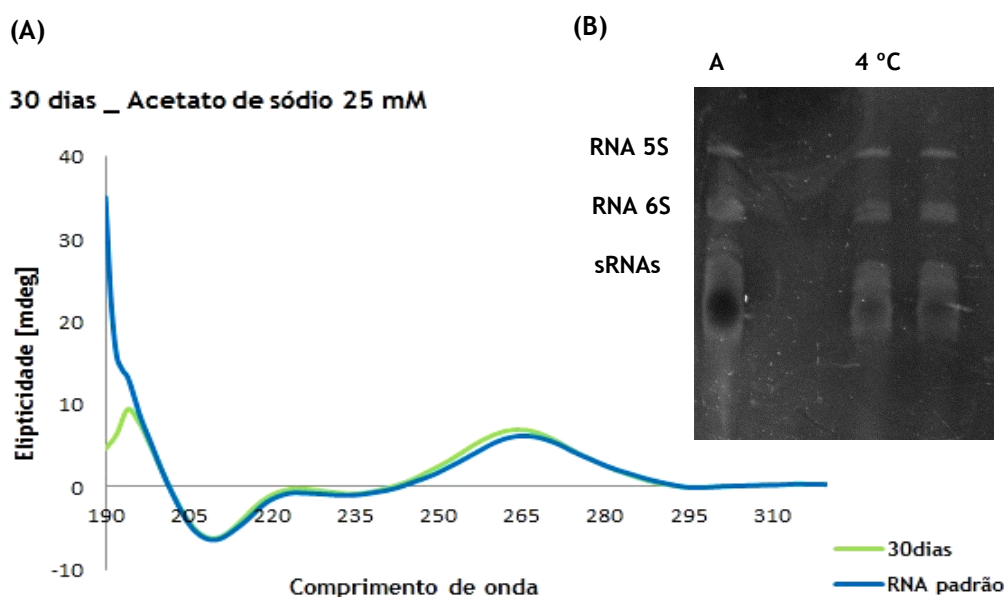 (A)
30 dias _ Acetato de sódio 25 mM
40
30
20
10
0
-10
Elipticidade [mdeg]
190 205 220 235 250 265 280 295 310
Comprimento de onda
30dias
RNA padrão
(B)
A 4 ºC
RNA 5S
RNA 6S
sRNAs